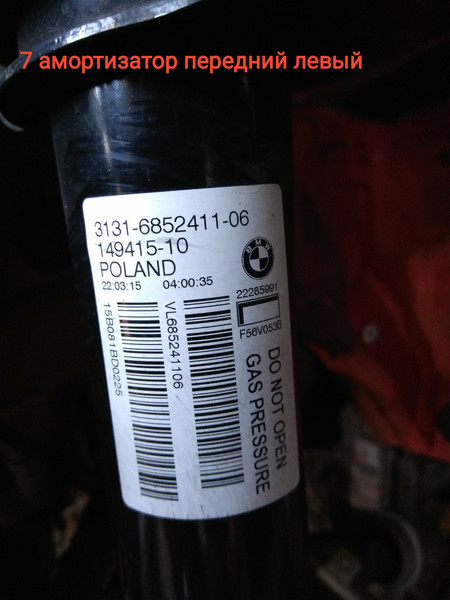 7 амортизатор передний левый
3131-6852411-06
149415-10
POLAND
22:03:15 04:00:35
BMW
22285991
F56V053B
15B081BD0225
VL685241106
DO NOT OPEN
GAS PRESSURE